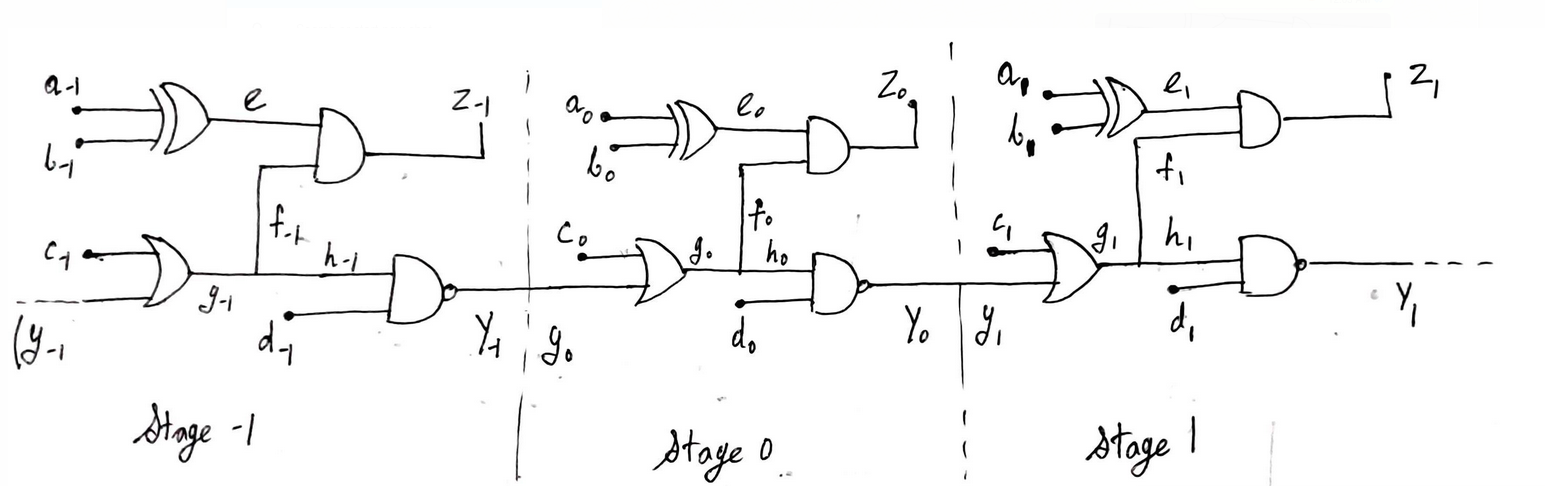 a-1 e Z-1
b-1
f-1
c-1 h-1
g-1
(y-1 d-1 Y-1
Stage -1
a0 e0 Z0
b0
f0
c0 g0 h0
y0 d0 Y0
Stage 0
a1 e1 Z1
b1
f1
c1 g1 h1
y1 d1 Y1
Stage 1